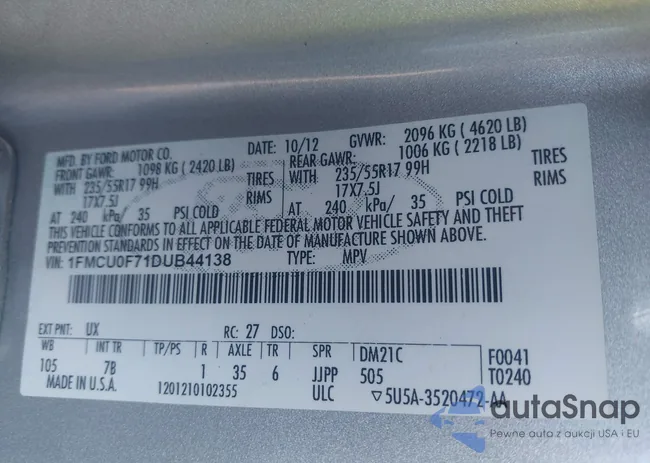 MFD. BY FORD MOTOR CO.
DATE: 10/12 GVWR: 2096 KG ( 4620 LB)
FRONT GAWR: 1098 KG ( 2420 LB) REAR GAWR: 1006 KG ( 2218 LB)
WITH 235/55R17 99H TIRES WITH 235/55R17 99H TIRES
17X7.5J RIMS 17X7.5J RIMS
AT 240 kPa/ 35 PSI COLD AT 240 kPa/ 35 PSI COLD
THIS VEHICLE CONFORMS TO ALL APPLICABLE FEDERAL MOTOR VEHICLE SAFETY AND THEFT
PREVENTION STANDARDS IN EFFECT ON THE DATE OF MANUFACTURE SHOWN ABOVE.
VIN: 1FMCU0F71DUB44138 TYPE: MPV
EXT PNT: UX RC: 27 DSO:
WB INT TR TP/PS R AXLE TR SPR DM21C F0041
105 7B 1 35 6 JJPP 505 T0240
MADE IN U.S.A. 1201210102355 ULC ▽5U5A-3520472-AA
autoSnap
Pewne auta z aukcji USA i EU